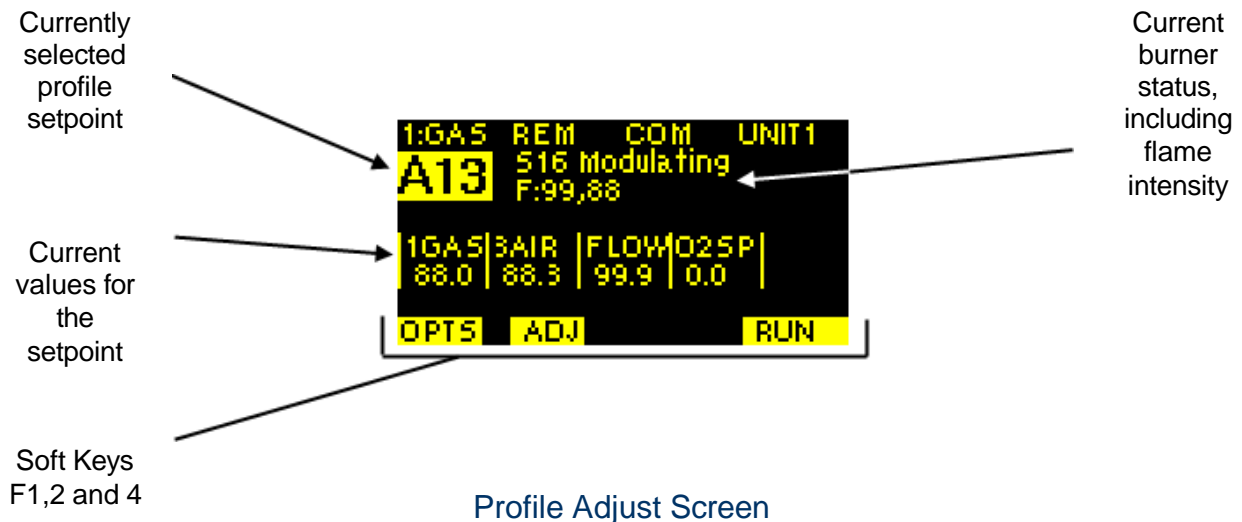 Currently
selected
profile
setpoint
Current
burner
status,
including
flame
intensity
1:GAS REM COM UNIT1
A13
S16 Modulating
F:99,88
1GAS 3AIR FLOW O2SP
88.0 88.3 99.9 0.0
OPTS ADJ RUN
Current
values for
the
setpoint
Soft Keys
F1,2 and 4
Profile Adjust Screen